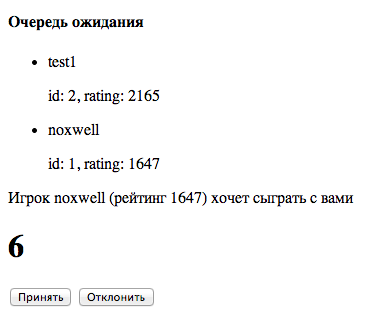 Очередь ожидания
test1
id: 2, rating: 2165
noxwell
id: 1, rating: 1647
Игрок noxwell (рейтинг 1647) хочет сыграть с вами
6
Принять Отклонить